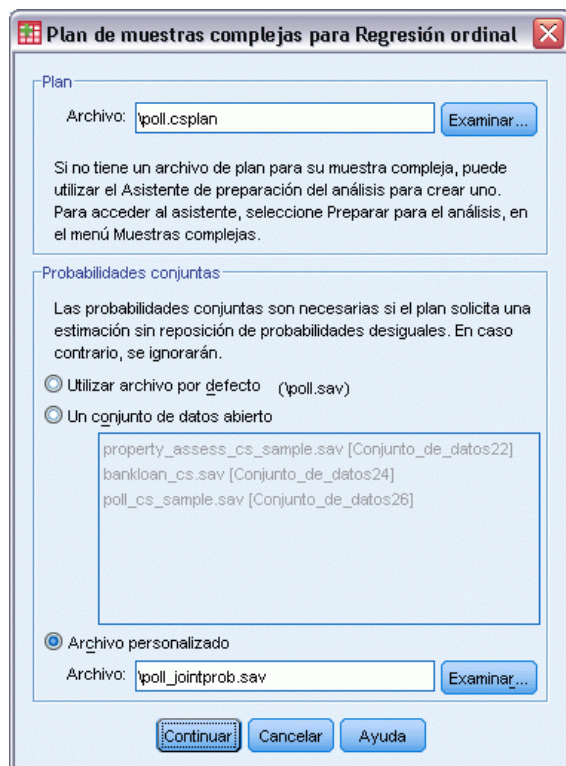 Plan de muestras complejas para Regresión ordinal
Plan
Archivo: \poll.csplan Examinar...
Si no tiene un archivo de plan para su muestra compleja, puede
utilizar el Asistente de preparación del análisis para crear uno.
Para acceder al asistente, seleccione Preparar para el análisis, en
el menú Muestras complejas.
Probabilidades conjuntas
Las probabilidades conjuntas son necesarias si el plan solicita una
estimación sin reposición de probabilidades desiguales. En caso
contrario, se ignorarán.
Utilizar archivo por defecto (\poll.sav)
Un conjunto de datos abierto
property_assess_cs_sample.sav [Conjunto_de_datos22]
bankloan_cs.sav [Conjunto_de_datos24]
poll_cs_sample.sav [Conjunto_de_datos26]
Archivo personalizado
Archivo: \poll_jointprob.sav Examinar...
Continuar Cancelar Ayuda